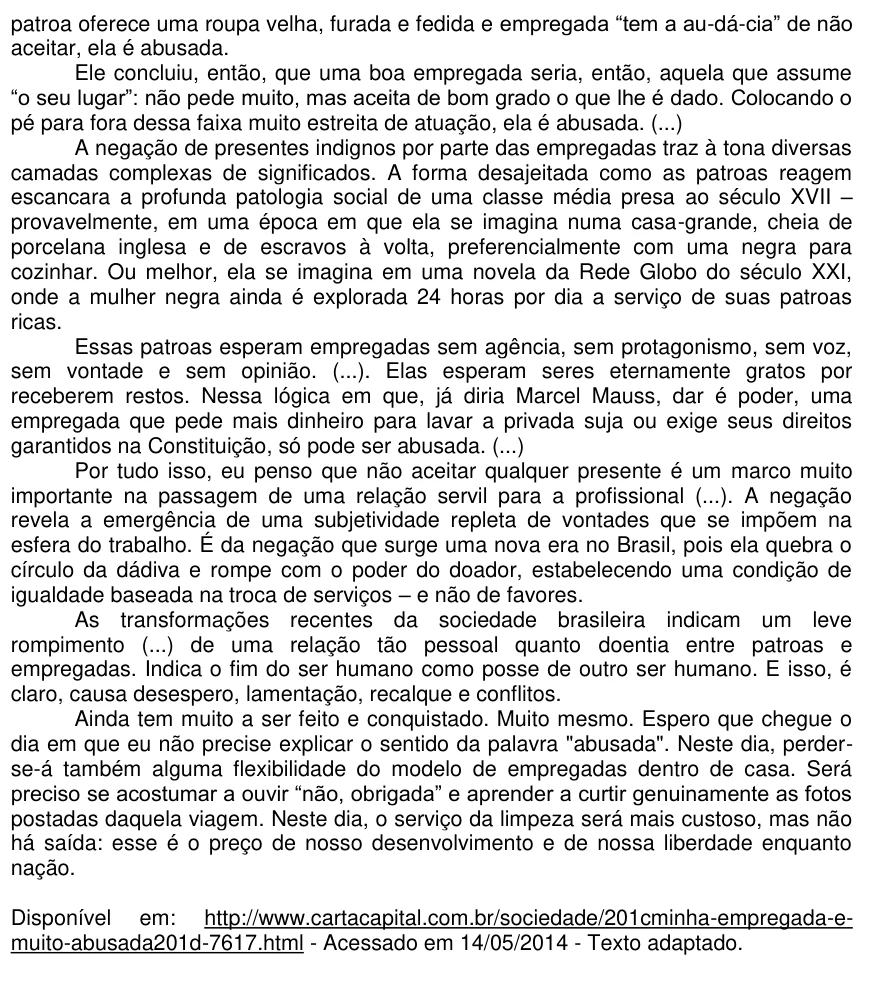 patroa oferece uma roupa velha, furada e fedida e empregada “tem a au-dá-cia” de não
aceitar, ela é abusada.
Ele concluiu, então, que uma boa empregada seria, então, aquela que assume
“o seu lugar”: não pede muito, mas aceita de bom grado o que lhe é dado. Colocando o
pé para fora dessa faixa muito estreita de atuação, ela é abusada. (...)
A negação de presentes indignos por parte das empregadas traz à tona diversas
camadas complexas de significados. A forma desajeitada como as patroas reagem
escancara a profunda patologia social de uma classe média presa ao século XVII –
provavelmente, em uma época em que ela se imagina numa casa-grande, cheia de
porcelana inglesa e de escravos à volta, preferencialmente com uma negra para
cozinhar. Ou melhor, ela se imagina em uma novela da Rede Globo do século XXI,
onde a mulher negra ainda é explorada 24 horas por dia a serviço de suas patroas
ricas.
Essas patroas esperam empregadas sem agência, sem protagonismo, sem voz,
sem vontade e sem opinião. (...). Elas esperam seres eternamente gratos por
receberem restos. Nessa lógica em que, já diria Marcel Mauss, dar é poder, uma
empregada que pede mais dinheiro para lavar a privada suja ou exige seus direitos
garantidos na Constituição, só pode ser abusada. (...)
Por tudo isso, eu penso que não aceitar qualquer presente é um marco muito
importante na passagem de uma relação servil para a profissional (...). A negação
revela a emergência de uma subjetividade repleta de vontades que se impõem na
esfera do trabalho. É da negação que surge uma nova era no Brasil, pois ela quebra o
círculo da dádiva e rompe com o poder do doador, estabelecendo uma condição de
igualdade baseada na troca de serviços – e não de favores.
As transformações recentes da sociedade brasileira indicam um leve
rompimento (...) de uma relação tão pessoal quanto doentia entre patroas e
empregadas. Indica o fim do ser humano como posse de outro ser humano. E isso, é
claro, causa desespero, lamentação, recalque e conflitos.
Ainda tem muito a ser feito e conquistado. Muito mesmo. Espero que chegue o
dia em que eu não precise explicar o sentido da palavra "abusada". Neste dia, perder-
se-á também alguma flexibilidade do modelo de empregadas dentro de casa. Será
preciso se acostumar a ouvir “não, obrigada” e aprender a curtir genuinamente as fotos
postadas daquela viagem. Neste dia, o serviço da limpeza será mais custoso, mas não
há saída: esse é o preço de nosso desenvolvimento e de nossa liberdade enquanto
nação.
Disponível em: http://www.cartacapital.com.br/sociedade/201cminha-empregada-e-
muito-abusada201d-7617.html - Acessado em 14/05/2014 - Texto adaptado.